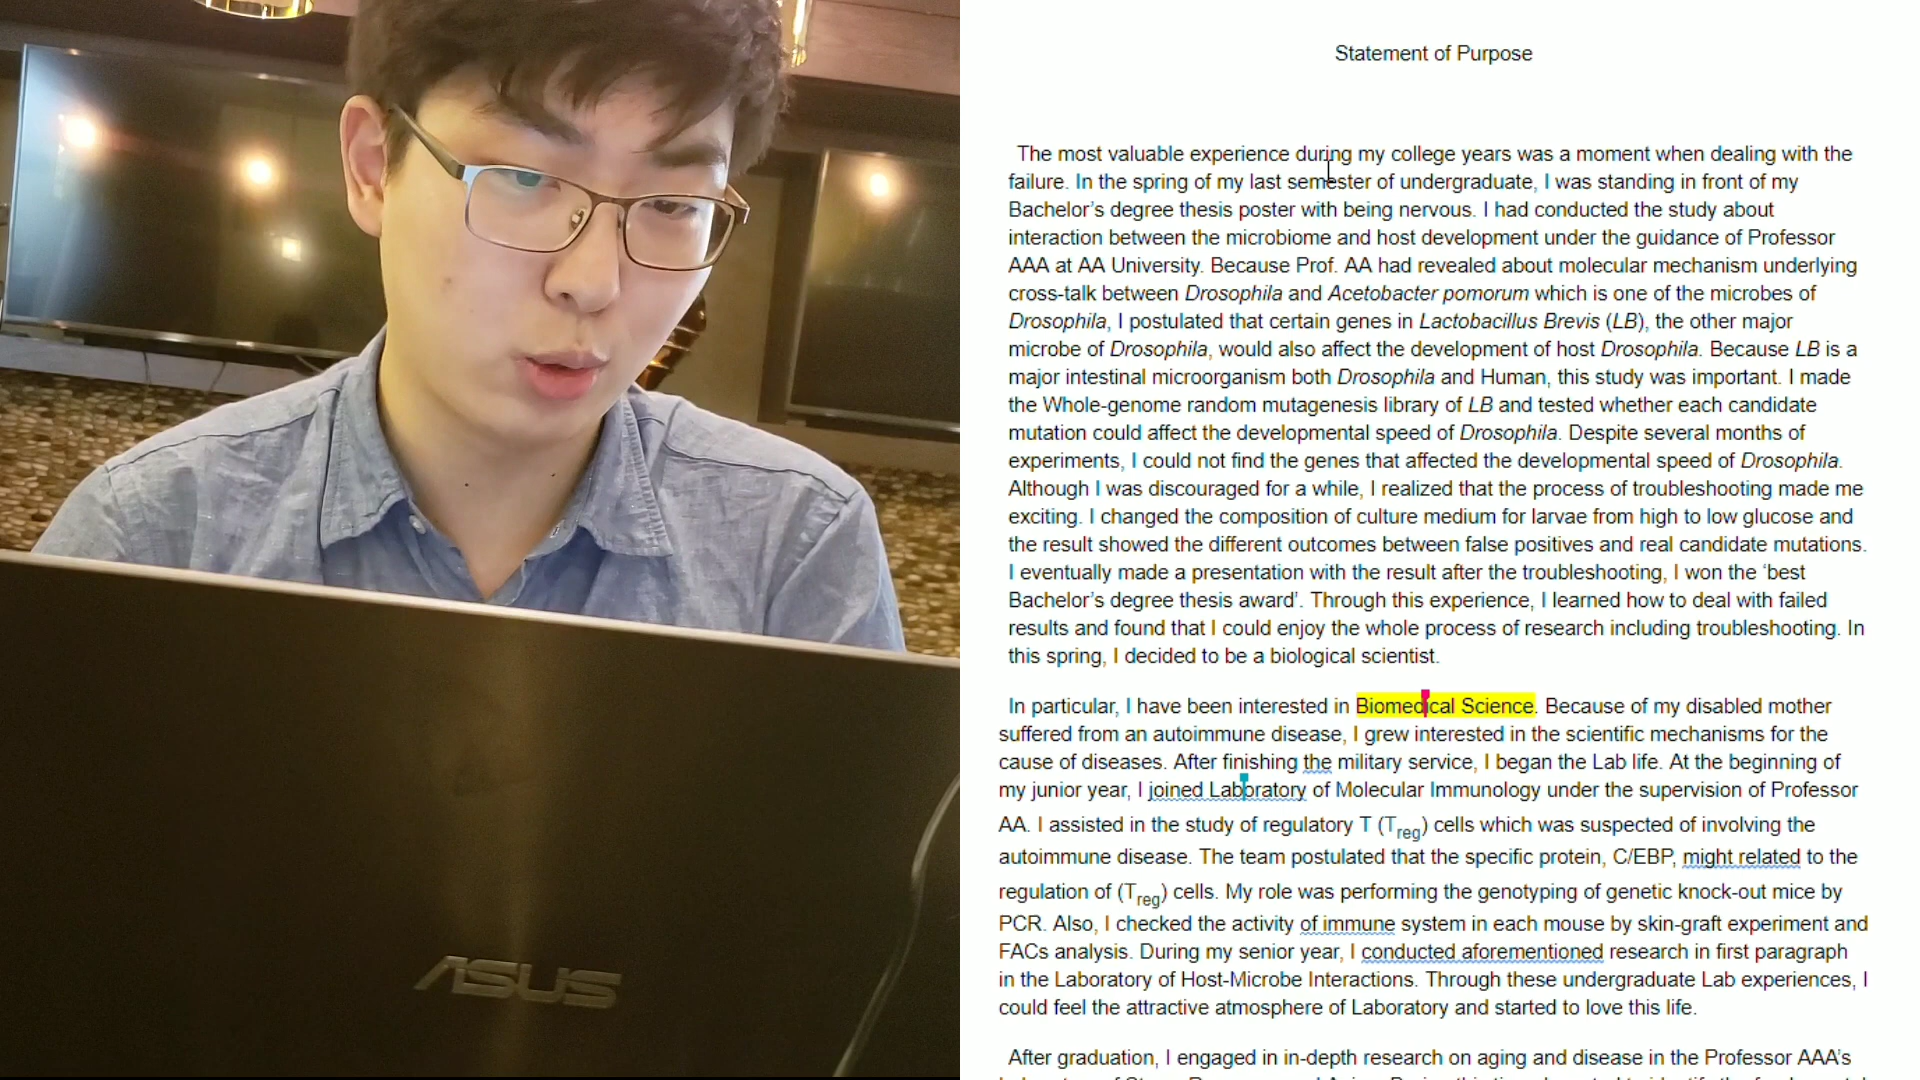 Statement of Purpose
The most valuable experience during my college years was a moment when dealing with the
failure. In the spring of my last semester of undergraduate, I was standing in front of my
Bachelor’s degree thesis poster with being nervous. I had conducted the study about
interaction between the microbiome and host development under the guidance of Professor
AAA at AA University. Because Prof. AA had revealed about molecular mechanism underlying
cross-talk between Drosophila and Acetobacter pomorum which is one of the microbes of
Drosophila, I postulated that certain genes in Lactobacillus Brevis (LB), the other major
microbe of Drosophila, would also affect the development of host Drosophila. Because LB is a
major intestinal microorganism both Drosophila and Human, this study was important. I made
the Whole-genome random mutagenesis library of LB and tested whether each candidate
mutation could affect the developmental speed of Drosophila. Despite several months of
experiments, I could not find the genes that affected the developmental speed of Drosophila.
Although I was discouraged for a while, I realized that the process of troubleshooting made me
exciting. I changed the composition of culture medium for larvae from high to low glucose and
the result showed the different outcomes between false positives and real candidate mutations.
I eventually made a presentation with the result after the troubleshooting, I won the ‘best
Bachelor’s degree thesis award’. Through this experience, I learned how to deal with failed
results and found that I could enjoy the whole process of research including troubleshooting. In
this spring, I decided to be a biological scientist.
In particular, I have been interested in Biomedical Science. Because of my disabled mother
suffered from an autoimmune disease, I grew interested in the scientific mechanisms for the
cause of diseases. After finishing the military service, I began the Lab life. At the beginning of
my junior year, I joined Laboratory of Molecular Immunology under the supervision of Professor
AA. I assisted in the study of regulatory T (Treg) cells which was suspected of involving the
autoimmune disease. The team postulated that the specific protein, C/EBP, might related to the
regulation of (Treg) cells. My role was performing the genotyping of genetic knock-out mice by
PCR. Also, I checked the activity of immune system in each mouse by skin-graft experiment and
FACs analysis. During my senior year, I conducted aforementioned research in first paragraph
in the Laboratory of Host-Microbe Interactions. Through these undergraduate Lab experiences, I
could feel the attractive atmosphere of Laboratory and started to love this life.
After graduation, I engaged in in-depth research on aging and disease in the Professor AAA’s
ASUS